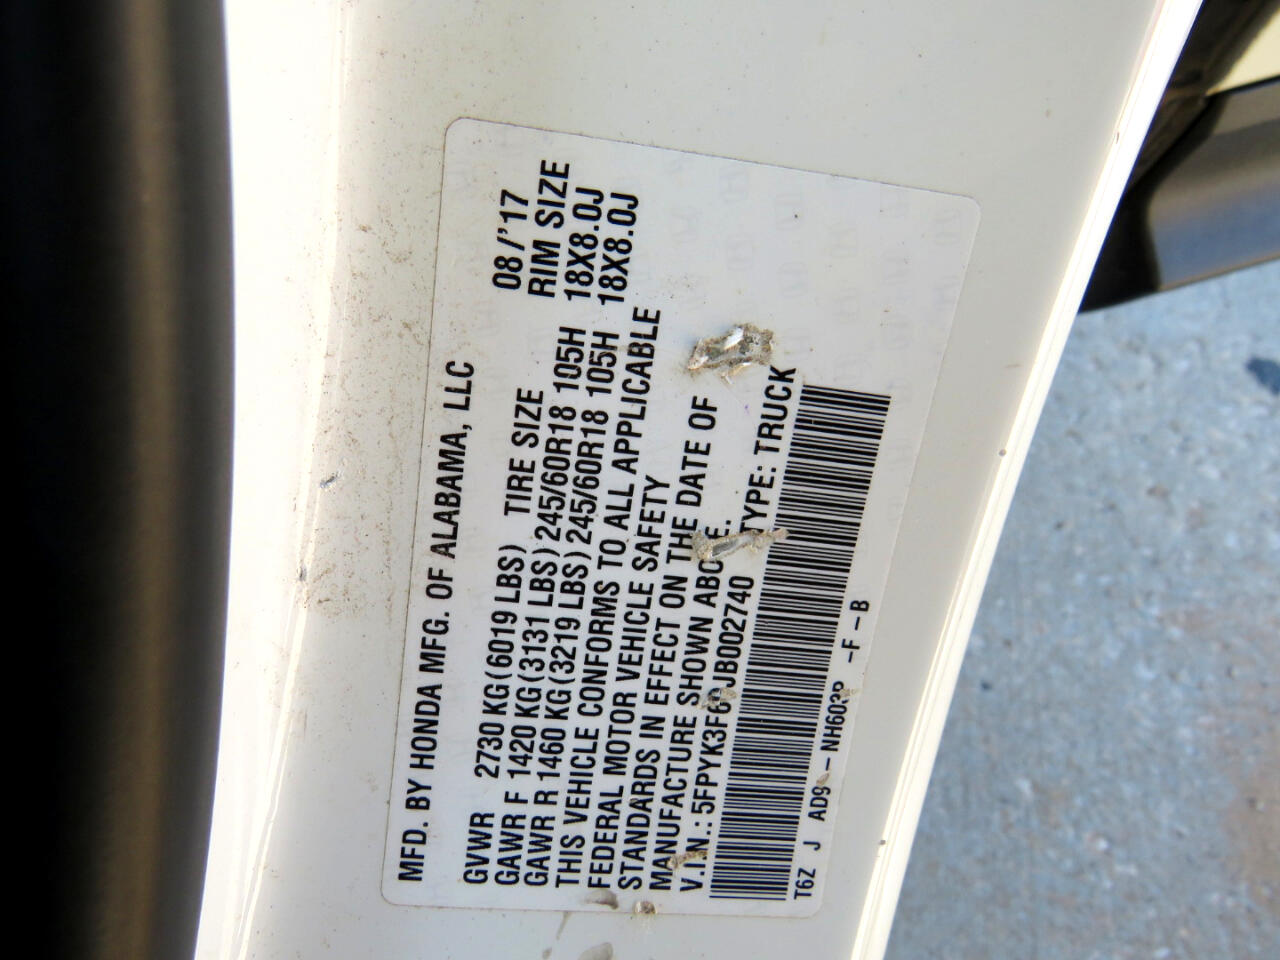 MFD. BY HONDA MFG. OF ALABAMA, LLC
08/'17
GVWR 2730 KG(6019 LBS) TIRE SIZE RIM SIZE
GAWR F 1420 KG(3131 LBS) 245/60R18 105H 18X8.0J
GAWR R 1460 KG(3219 LBS) 245/60R18 105H 18X8.0J
THIS VEHICLE CONFORMS TO ALL APPLICABLE
FEDERAL MOTOR VEHICLE SAFETY
STANDARDS IN EFFECT ON THE DATE OF
MANUFACTURE SHOWN ABOVE.
V.I.N.: TYPE: TRUCK
T6Z J -F -B